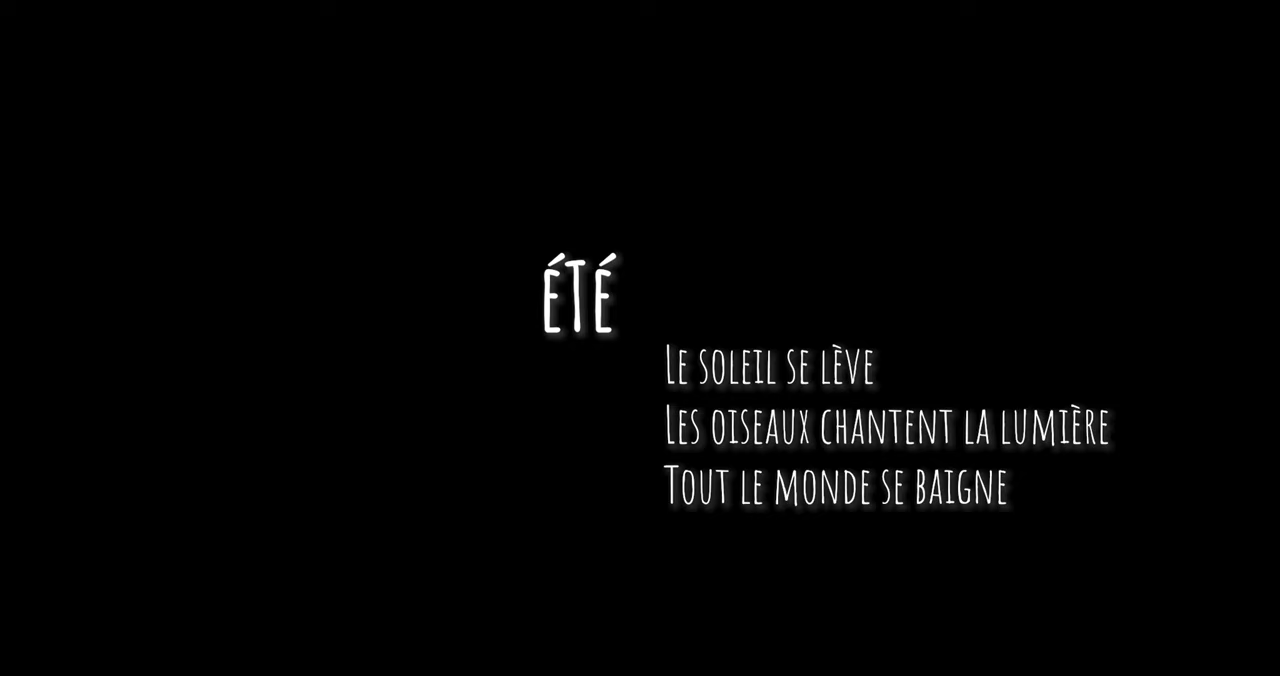 ÉTÉ
LE SOLEIL SE LÈVE
LES OISEAUX CHANTENT LA LUMIÈRE
TOUT LE MONDE SE BAIGNE